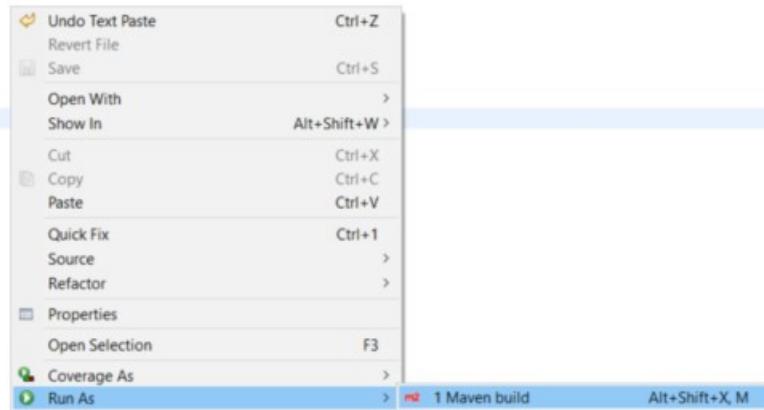 Undo Text Paste Ctrl+Z
Revert File
Save Ctrl+S
Open With >
Show In Alt+Shift+W >
Cut Ctrl+X
Copy Ctrl+C
Paste Ctrl+V
Quick Fix Ctrl+1
Source >
Refactor >
Properties
Open Selection F3
Coverage As >
Run As > m2 1 Maven build Alt+Shift+X, M